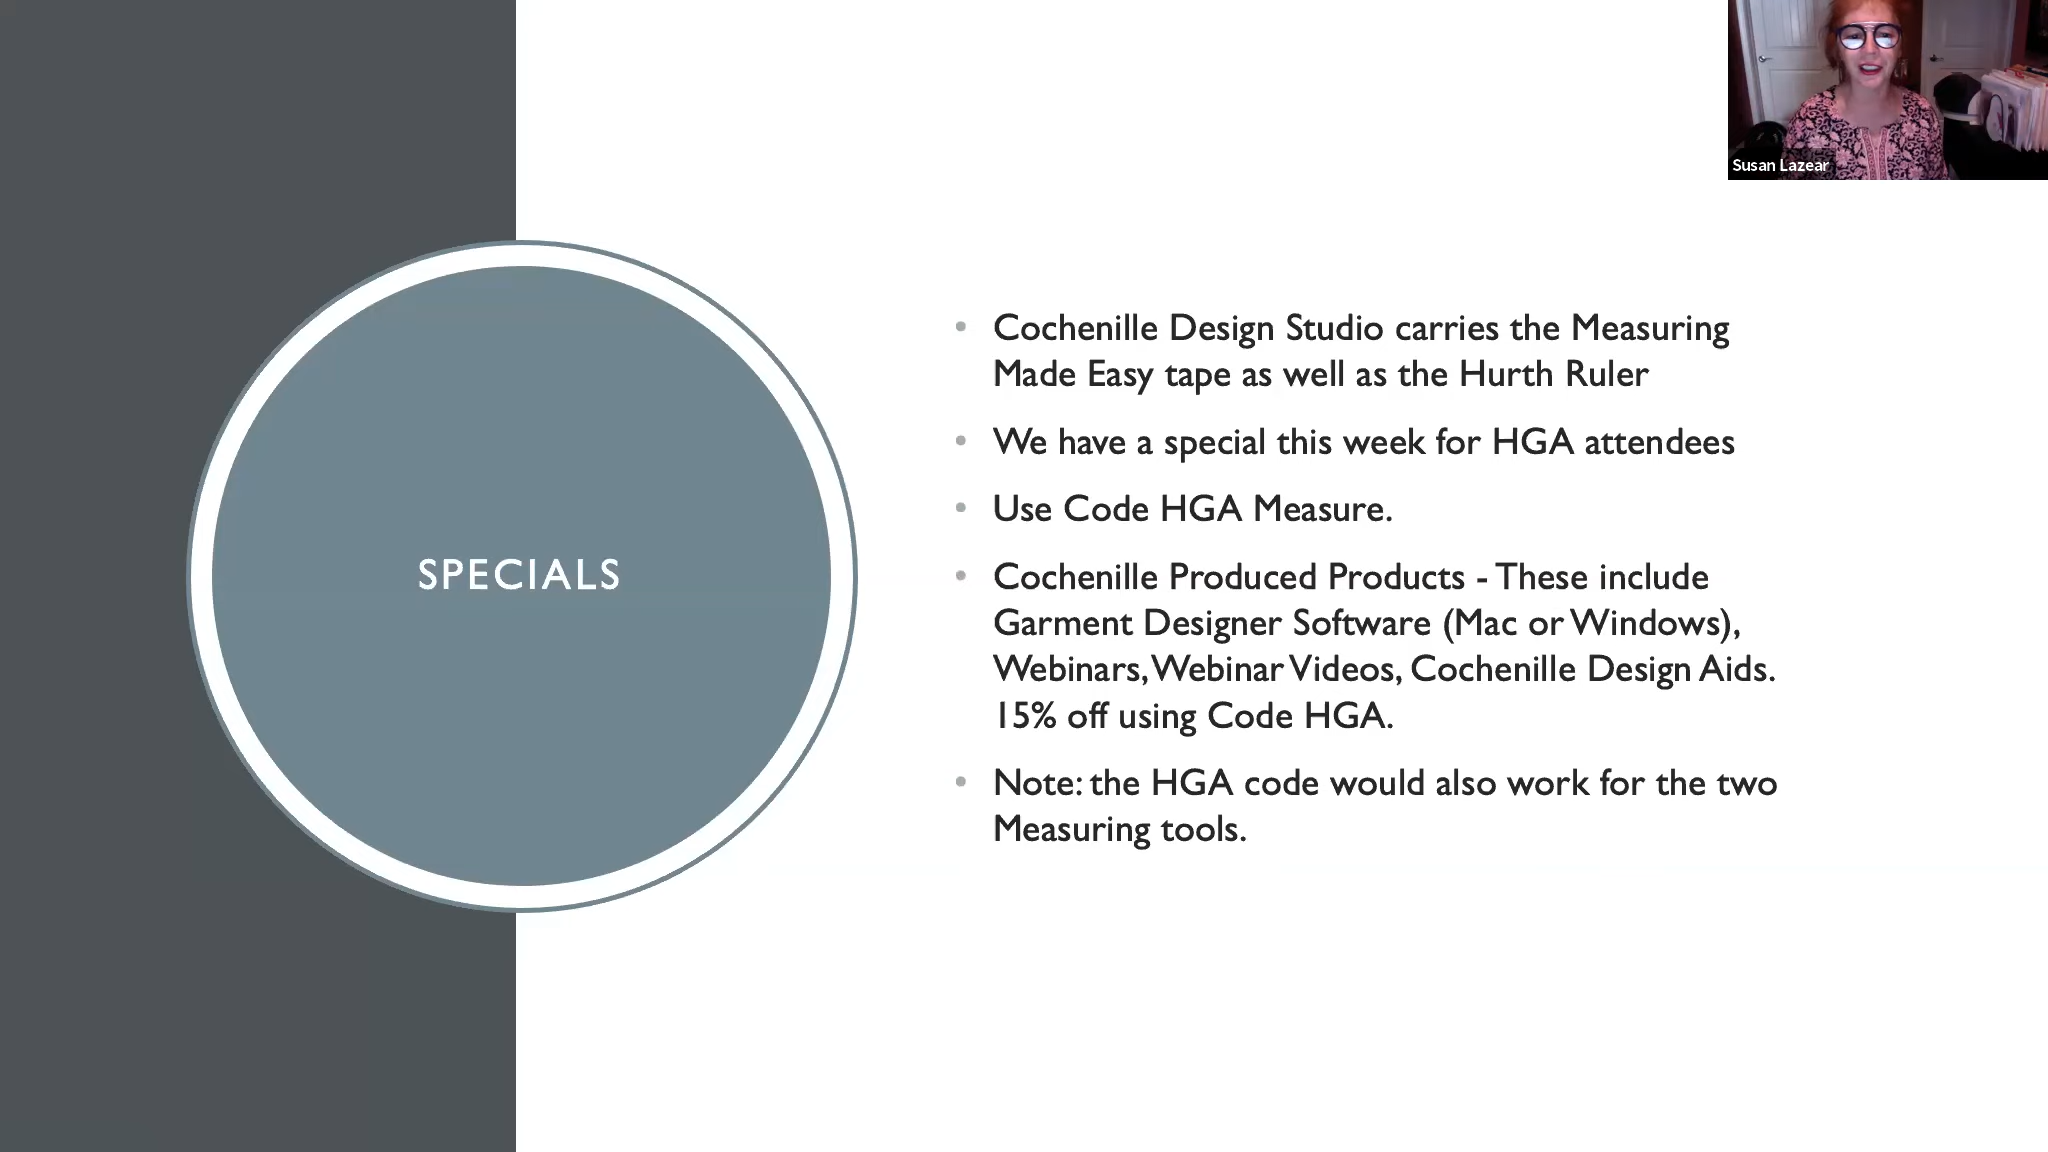 Susan Lazear
SPECIALS
• Cochenille Design Studio carries the Measuring
Made Easy tape as well as the Hurth Ruler
• We have a special this week for HGA attendees
• Use Code HGA Measure.
• Cochenille Produced Products - These include
Garment Designer Software (Mac or Windows),
Webinars, Webinar Videos, Cochenille Design Aids.
15% off using Code HGA.
• Note: the HGA code would also work for the two
Measuring tools.